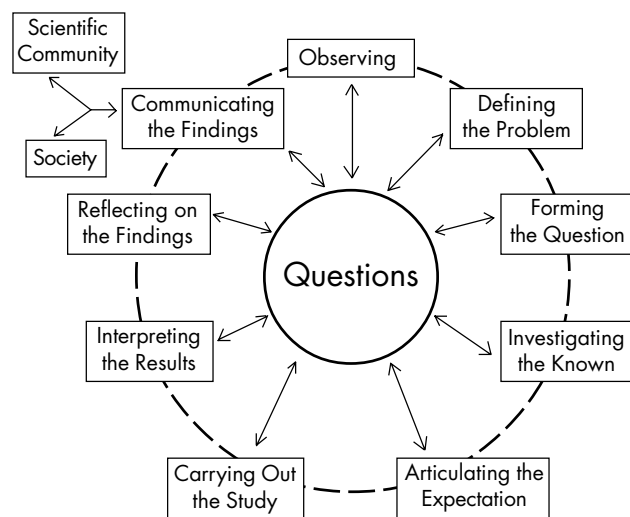 Scientific
Community
Society
Observing
Communicating
the Findings
Defining
the Problem
Reflecting on
the Findings
Forming
the Question
Questions
Interpreting
the Results
Investigating
the Known
Carrying Out
the Study
Articulating the
Expectation